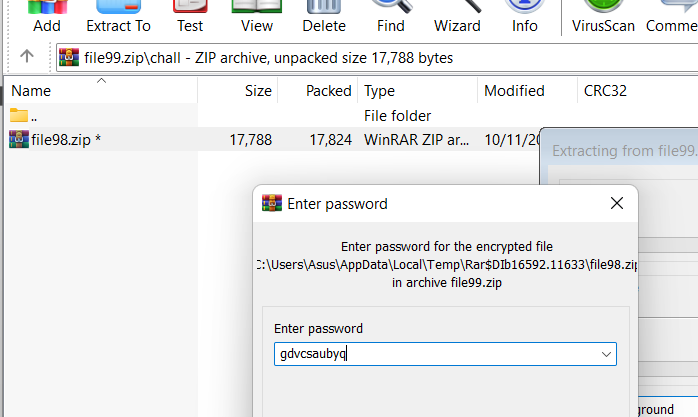 Add Extract To Test View Delete Find Wizard Info VirusScan Comme
file99.zip\chall - ZIP archive, unpacked size 17,788 bytes
Name Size Packed Type Modified CRC32
.. File folder
file98.zip * 17,788 17,824 WinRAR ZIP ar... 10/11/20
Extracting from file99.
Enter password
Enter password for the encrypted file
C:\Users\Asus\AppData\Local\Temp\Rar$DIb16592.11633\file98.zip
in archive file99.zip
Enter password
gdvcsaubyq
ground